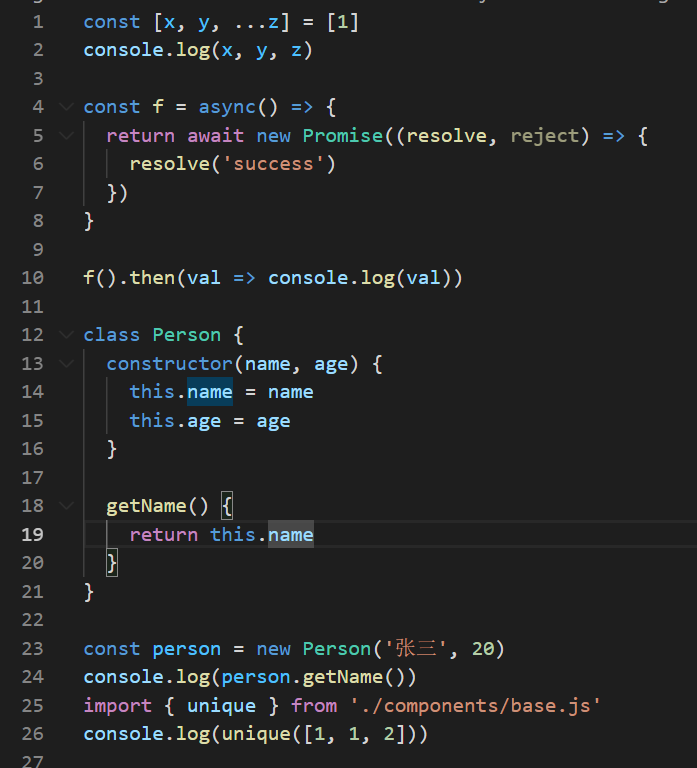 1 const [x, y, ...z] = [1]
2 console.log(x, y, z)
3
4 const f = async() => {
5 return await new Promise((resolve, reject) => {
6 resolve('success')
7 })
8 }
9
10 f().then(val => console.log(val))
11
12 class Person {
13 constructor(name, age) {
14 this.name = name
15 this.age = age
16 }
17
18 getName() {
19 return this.name
20 }
21 }
22
23 const person = new Person('张三', 20)
24 console.log(person.getName())
25 import { unique } from './components/base.js'
26 console.log(unique([1, 1, 2]))
27